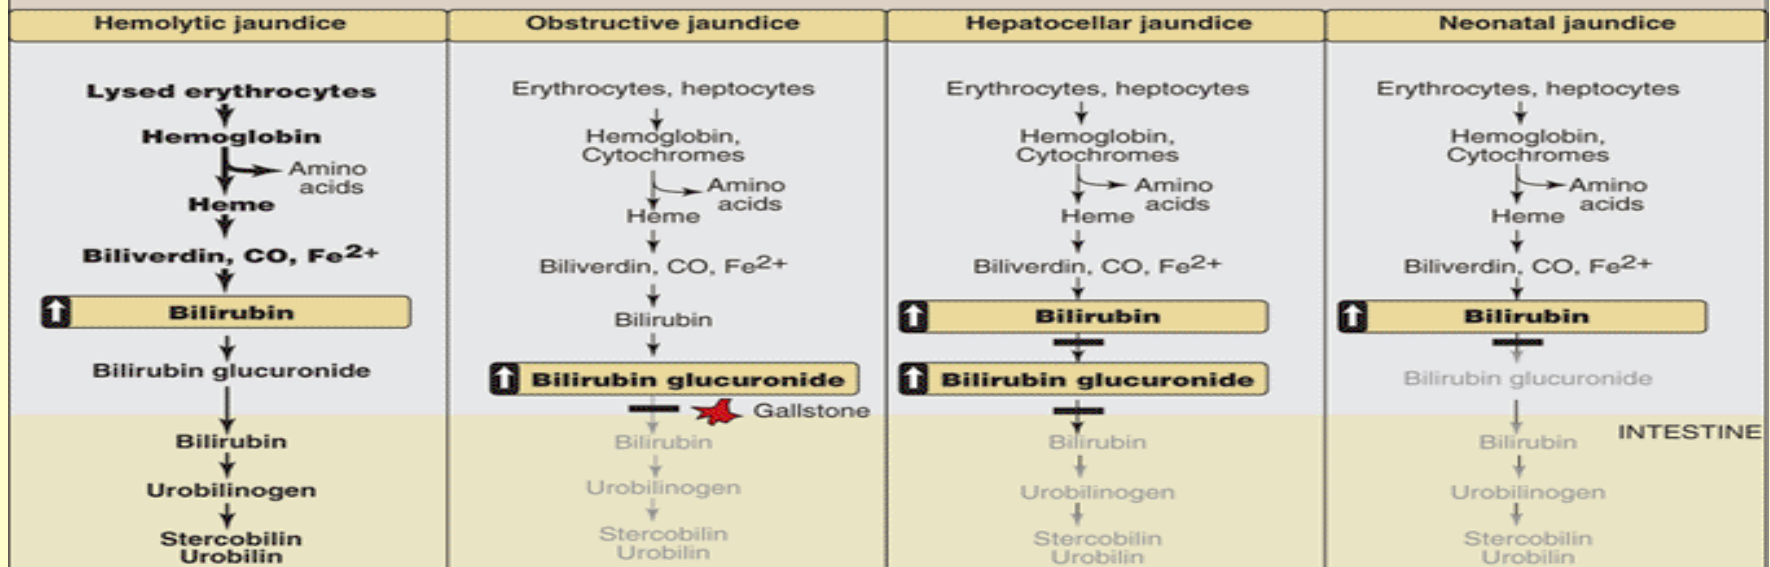 Hemolytic jaundice
Lysed erythrocytes
Hemoglobin
Amino
acids
Heme
Biliverdin, CO, Fe2+
Bilirubin
Bilirubin glucuronide
Bilirubin
Urobilinogen
Stercobilin
Urobilin
Obstructive jaundice
Erythrocytes, heptocytes
Hemoglobin,
Cytochromes
Amino
acids
Heme
Biliverdin, CO, Fe2+
Bilirubin
Bilirubin glucuronide
Gallstone
Bilirubin
Urobilinogen
Stercobilin
Urobilin
Hepatocellar jaundice
Erythrocytes, heptocytes
Hemoglobin,
Cytochromes
Amino
acids
Heme
Biliverdin, CO, Fe2+
Bilirubin
Bilirubin glucuronide
Bilirubin
Urobilinogen
Stercobilin
Urobilin
Neonatal jaundice
Erythrocytes, heptocytes
Hemoglobin,
Cytochromes
Amino
acids
Heme
Biliverdin, CO, Fe2+
Bilirubin
Bilirubin glucuronide
INTESTINE
Bilirubin
Urobilinogen
Stercobilin
Urobilin